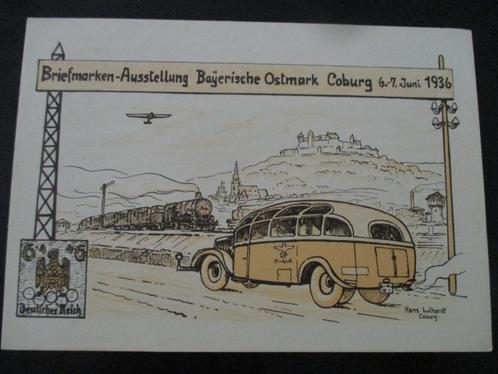 Briefmarken-Ausstellung Bayerische Ostmark Coburg 6.-7. Juni 1936
6 6
Deutsches Reich
Hans Luthardt
Coburg.